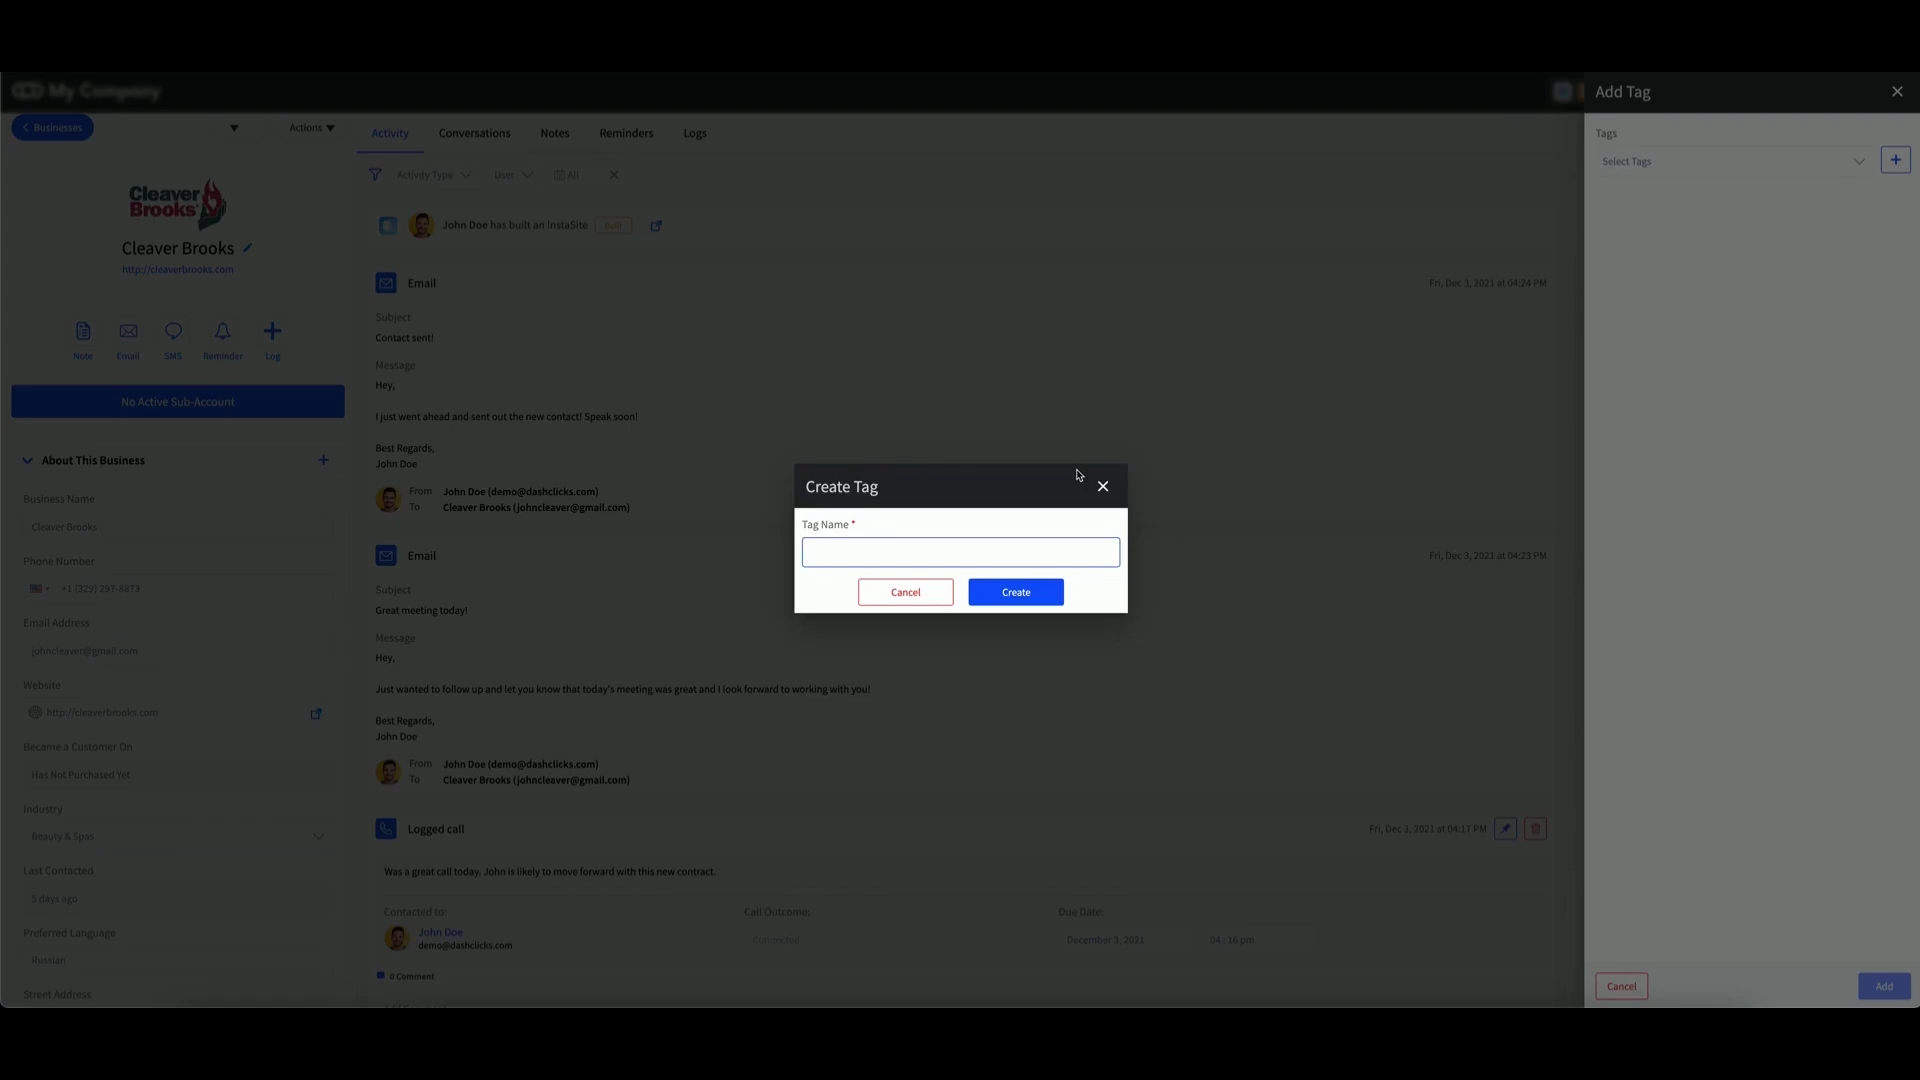 My Company
Add Tag
Businesses
Actions
Activity
Conversations
Notes
Reminders
Logs
Tags
Select Tags
Activity Type
User
All
Cleaver
Brooks
John Doe has built an InstaSite
Cleaver Brooks
http://cleaverbrooks.com
Email
Fri, Dec 3, 2021 at 04:24 PM
Subject
Contact sent!
Message
Hey,
I just went ahead and sent out the new contact! Speak soon!
Best Regards,
John Doe
From John Doe (demo@dashclicks.com)
To Cleaver Brooks (johncleaver@gmail.com)
Note
Email
SMS
Reminder
Log
No Active Sub-Account
About This Business
Business Name
Cleaver Brooks
Phone Number
+1 (329) 297-8873
Email Address
johncleaver@gmail.com
Website
http://cleaverbrooks.com
Became a Customer On
Has Not Purchased Yet
Industry
Beauty & Spas
Last Contacted
5 days ago
Preferred Language
Russian
Street Address
Create Tag
Tag Name *
Cancel
Create
Email
Fri, Dec 3, 2021 at 04:23 PM
Subject
Great meeting today!
Message
Hey,
Just wanted to follow up and let you know that today's meeting was great and I look forward to working with you!
Best Regards,
John Doe
From John Doe (demo@dashclicks.com)
To Cleaver Brooks (johncleaver@gmail.com)
Logged call
Fri, Dec 3, 2021 at 04:17 PM
Was a great call today. John is likely to move forward with this new contract.
Contacted to:
Call Outcome:
Due Date:
John Doe
demo@dashclicks.com
Connected
December 3, 2021
04 : 16 pm
0 Comment
Cancel
Add